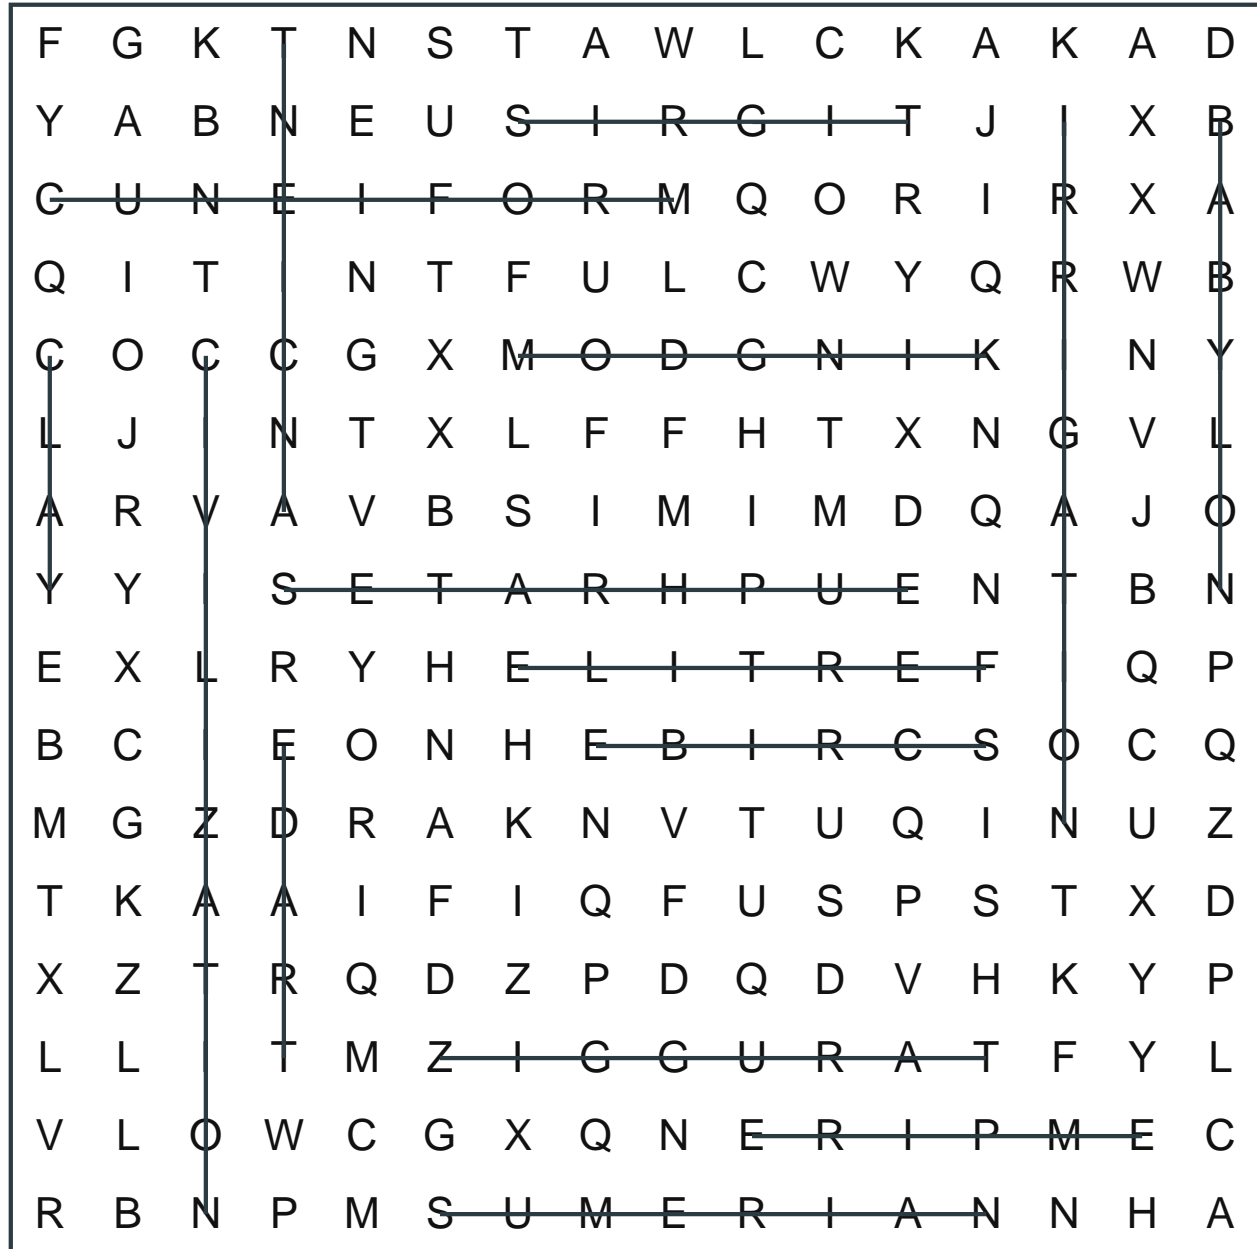 F G K T N S T A W L C K A K A D
Y A B N E U S I R G I T J I X B
C U N E I F O R M Q O R I R X A
Q I T I N T F U L C W Y Q R W B
C O C C G X M O D G N I K I N Y
L J I N T X L F F H T X N G V L
A R V A V B S I M I M D Q A J O
Y Y I S E T A R H P U E N T B N
E X L R Y H E L I T R E F I Q P
B C I E O N H E B I R C S O C Q
M G Z D R A K N V T U Q I N U Z
T K A A I F I Q F U S P S T X D
X Z T R Q D Z P D Q D V H K Y P
L L I T M Z I G G U R A T F Y L
V L O W C G X Q N E R I P M E C
R B N P M S U M E R I A N N H A